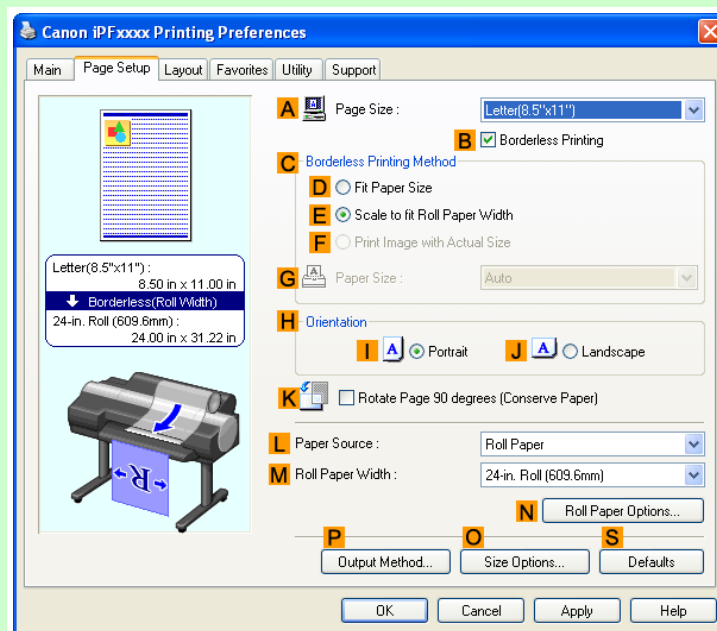 Canon iPFxxxx Printing Preferences
Main Page Setup Layout Favorites Utility Support
A Page Size : Letter(8.5"x11")
B Borderless Printing
C Borderless Printing Method
D Fit Paper Size
E Scale to fit Roll Paper Width
F Print Image with Actual Size
G A Paper Size : Auto
Letter(8.5"x11") :
8.50 in x 11.00 in
Borderless(Roll Width)
24-in. Roll (609.6mm) :
24.00 in x 31.22 in
H Orientation
I A Portrait J A Landscape
K Rotate Page 90 degrees (Conserve Paper)
L Paper Source : Roll Paper
M Roll Paper Width : 24-in. Roll (609.6mm)
R
N Roll Paper Options...
P O S
Output Method... Size Options... Defaults
OK Cancel Apply Help